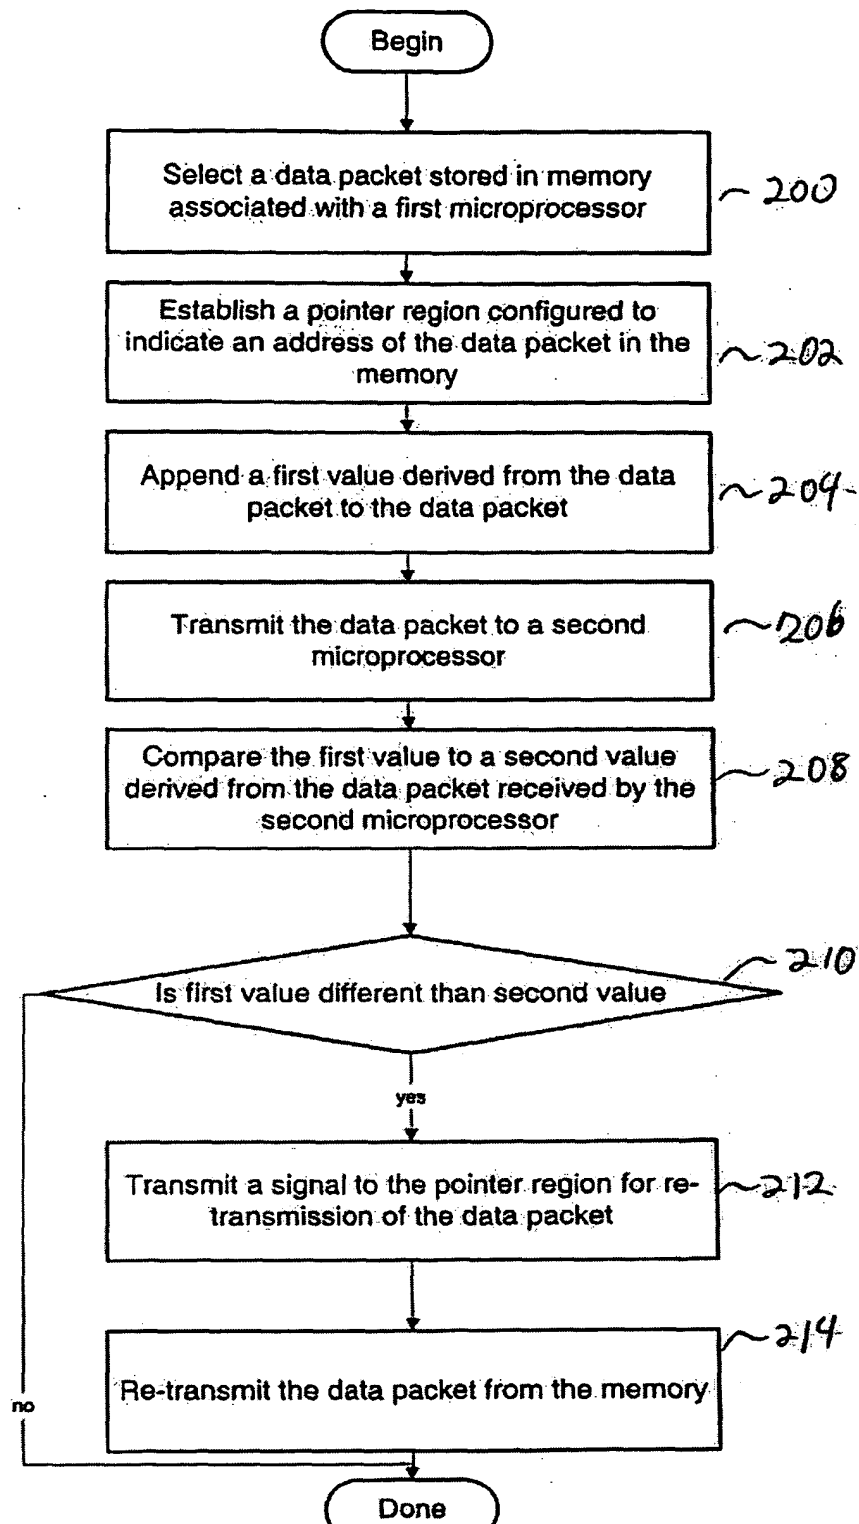 Begin
Select a data packet stored in memory
associated with a first microprocessor
200
Establish a pointer region configured to
indicate an address of the data packet in the
memory
202
Append a first value derived from the data
packet to the data packet
204
Transmit the data packet to a second
microprocessor
206
Compare the first value to a second value
derived from the data packet received by the
second microprocessor
208
210
Is first value different than second value
yes
Transmit a signal to the pointer region for re-
transmission of the data packet
212
214
Re-transmit the data packet from the memory
no
Done